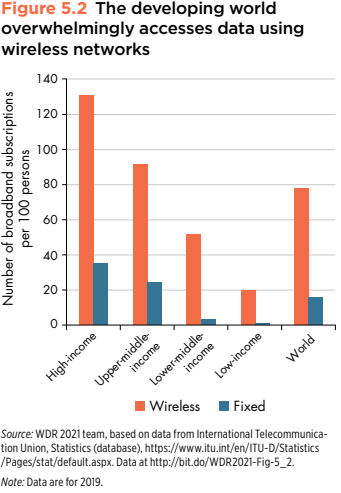 Figure 5.2 The developing world
overwhelmingly accesses data using
wireless networks
Number of broadband subscriptions
per 100 persons
140
120
100
80
60
40
20
0
High-income
Upper-middle-
income
Lower-middle-
income
Low-income
World
Wireless
Fixed
Source: WDR 2021 team, based on data from International Telecommunica-
tion Union, Statistics (database), https://www.itu.int/en/ITU-D/Statistics
/Pages/stat/default.aspx. Data at http://bit.do/WDR2021-Fig-5_2.
Note: Data are for 2019.